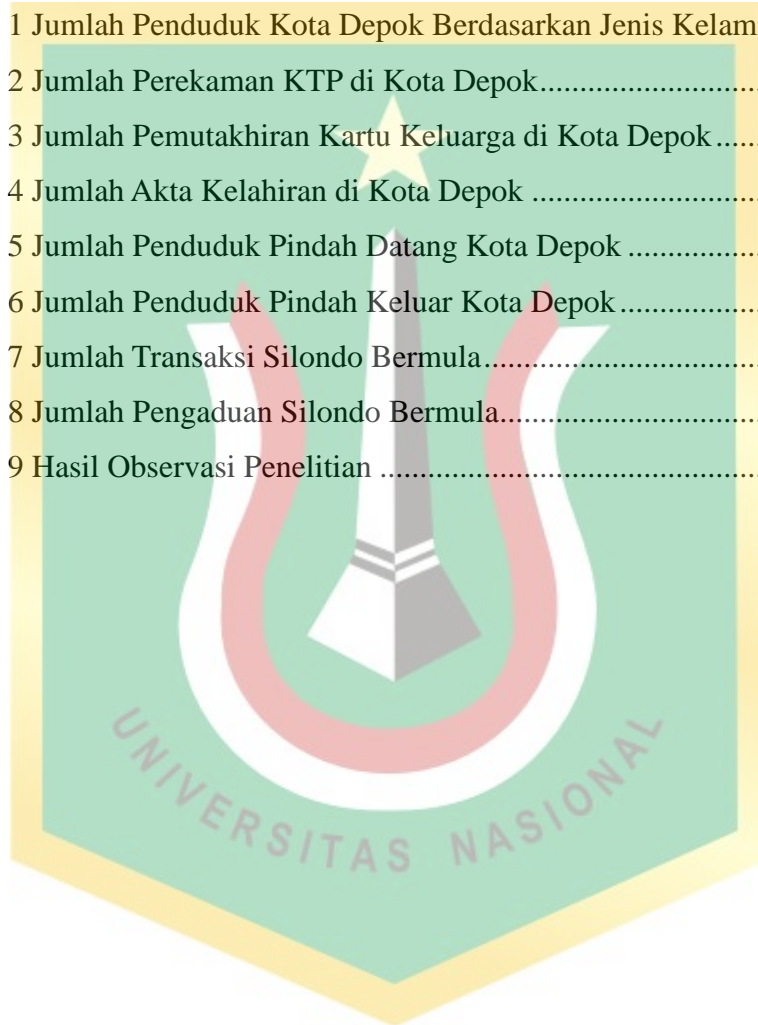 1 Jumlah Penduduk Kota Depok Berdasarkan Jenis Kelam
2 Jumlah Perekaman KTP di Kota Depok..........................
3 Jumlah Pemutakhiran Kartu Keluarga di Kota Depok.....
4 Jumlah Akta Kelahiran di Kota Depok ...........................
5 Jumlah Penduduk Pindah Datang Kota Depok ................
6 Jumlah Penduduk Pindah Keluar Kota Depok.................
7 Jumlah Transaksi Silondo Bermula.................................
8 Jumlah Pengaduan Silondo Bermula...............................
9 Hasil Observasi Penelitian .............................................
UNIVERSITAS NASIONAL